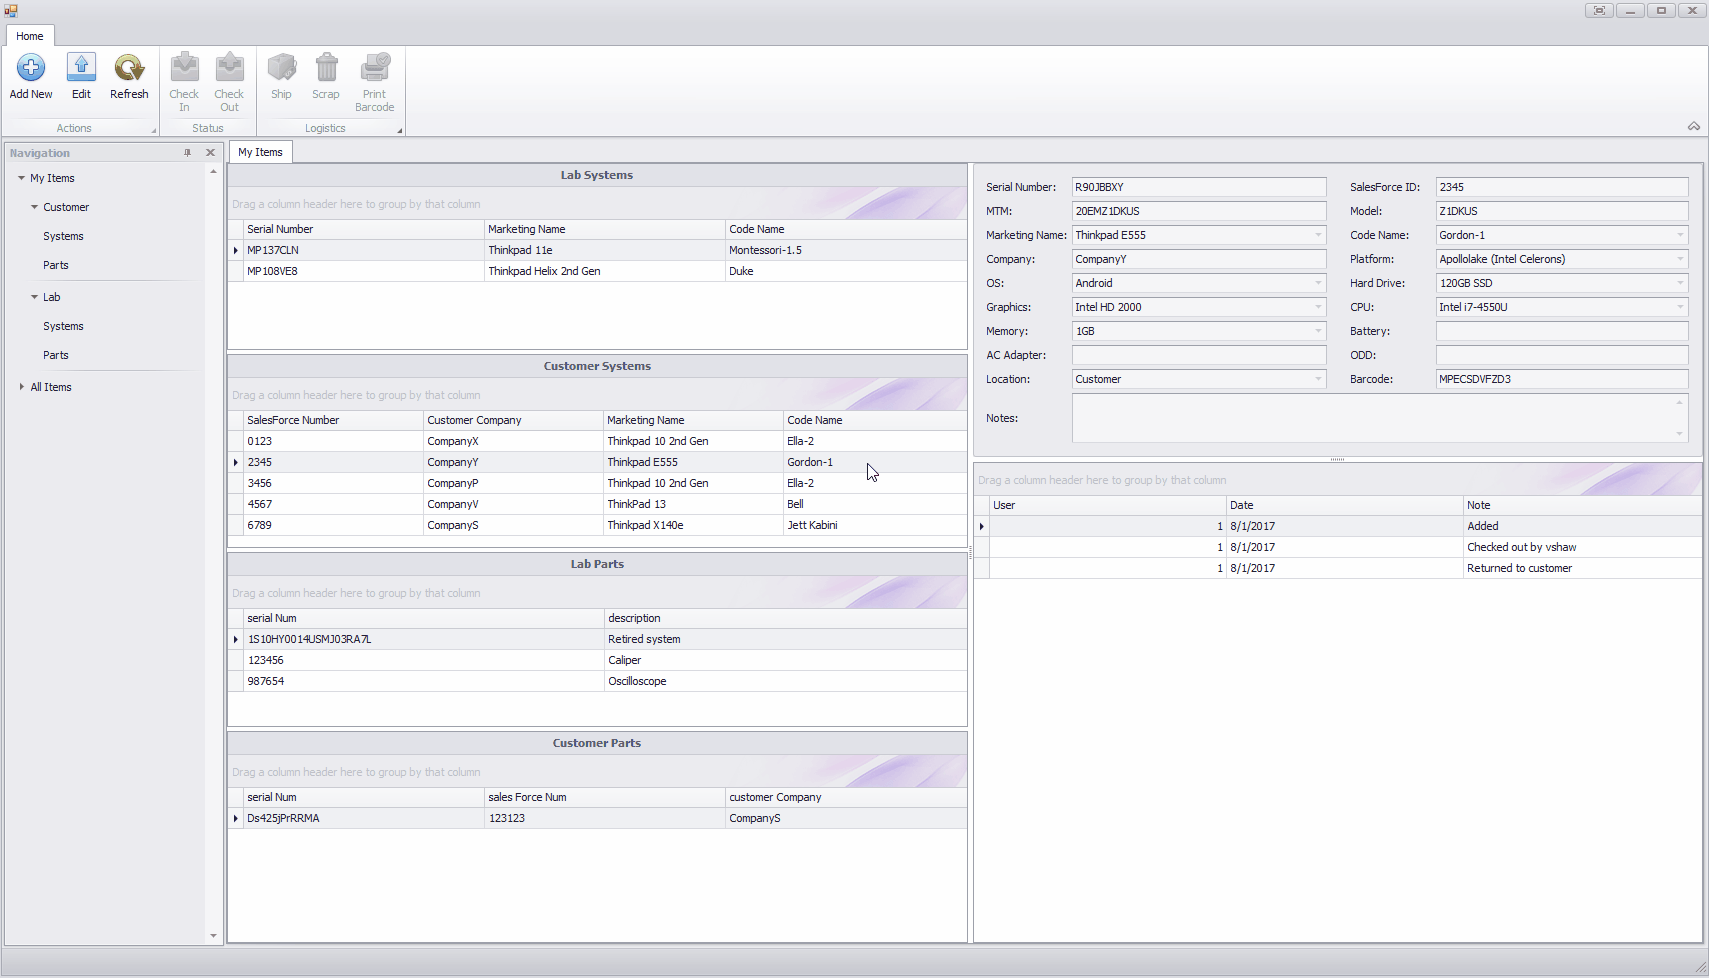 Home
Add New Edit Refresh Check In Check Out Ship Scrap Print Barcode
Actions Status Logistics
Navigation
My Items
Customer
Systems
Parts
Lab
Systems
Parts
All Items
My Items
Lab Systems
Drag a column header here to group by that column
Serial Number Marketing Name Code Name
MP137CLN Thinkpad 11e Montessori-1.5
MP108VE8 Thinkpad Helix 2nd Gen Duke
Customer Systems
Drag a column header here to group by that column
SalesForce Number Customer Company Marketing Name Code Name
0123 CompanyX Thinkpad 10 2nd Gen Ella-2
2345 CompanyY Thinkpad E555 Gordon-1
3456 CompanyP Thinkpad 10 2nd Gen Ella-2
4567 CompanyV ThinkPad 13 Bell
6789 CompanyS Thinkpad X140e Jett Kabini
Lab Parts
Drag a column header here to group by that column
serial Num description
1S10HY0014USMJ03RA7L Retired system
123456 Caliper
987654 Oscilloscope
Customer Parts
Drag a column header here to group by that column
serial Num sales Force Num customer Company
Ds425jPrRRMA 123123 CompanyS
Serial Number: R90JBBXY SalesForce ID: 2345
MTM: 20EMZ1DKUS Model: Z1DKUS
Marketing Name: Thinkpad E555 Code Name: Gordon-1
Company: CompanyY Platform: Apollolake (Intel Celerons)
OS: Android Hard Drive: 120GB SSD
Graphics: Intel HD 2000 CPU: Intel i7-4550U
Memory: 1GB Battery:
AC Adapter: ODD:
Location: Customer Barcode: MPECSDVFZD3
Notes:
Drag a column header here to group by that column
User Date Note
1 8/1/2017 Added
1 8/1/2017 Checked out by vshaw
1 8/1/2017 Returned to customer